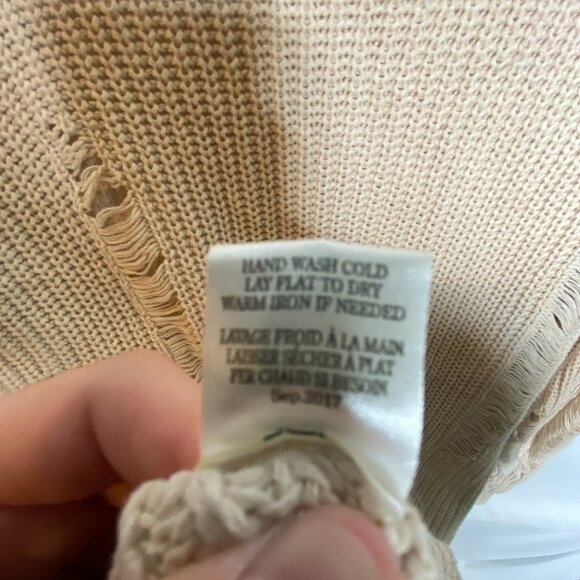 HAND WASH COLD
LAY FLAT TO DRY
WARM IRON IF NEEDED
LAVAGE FROID À LA MAIN
LAISSER SÉCHER À PLAT
FER CHAUD SI BESOIN
Sep.2017